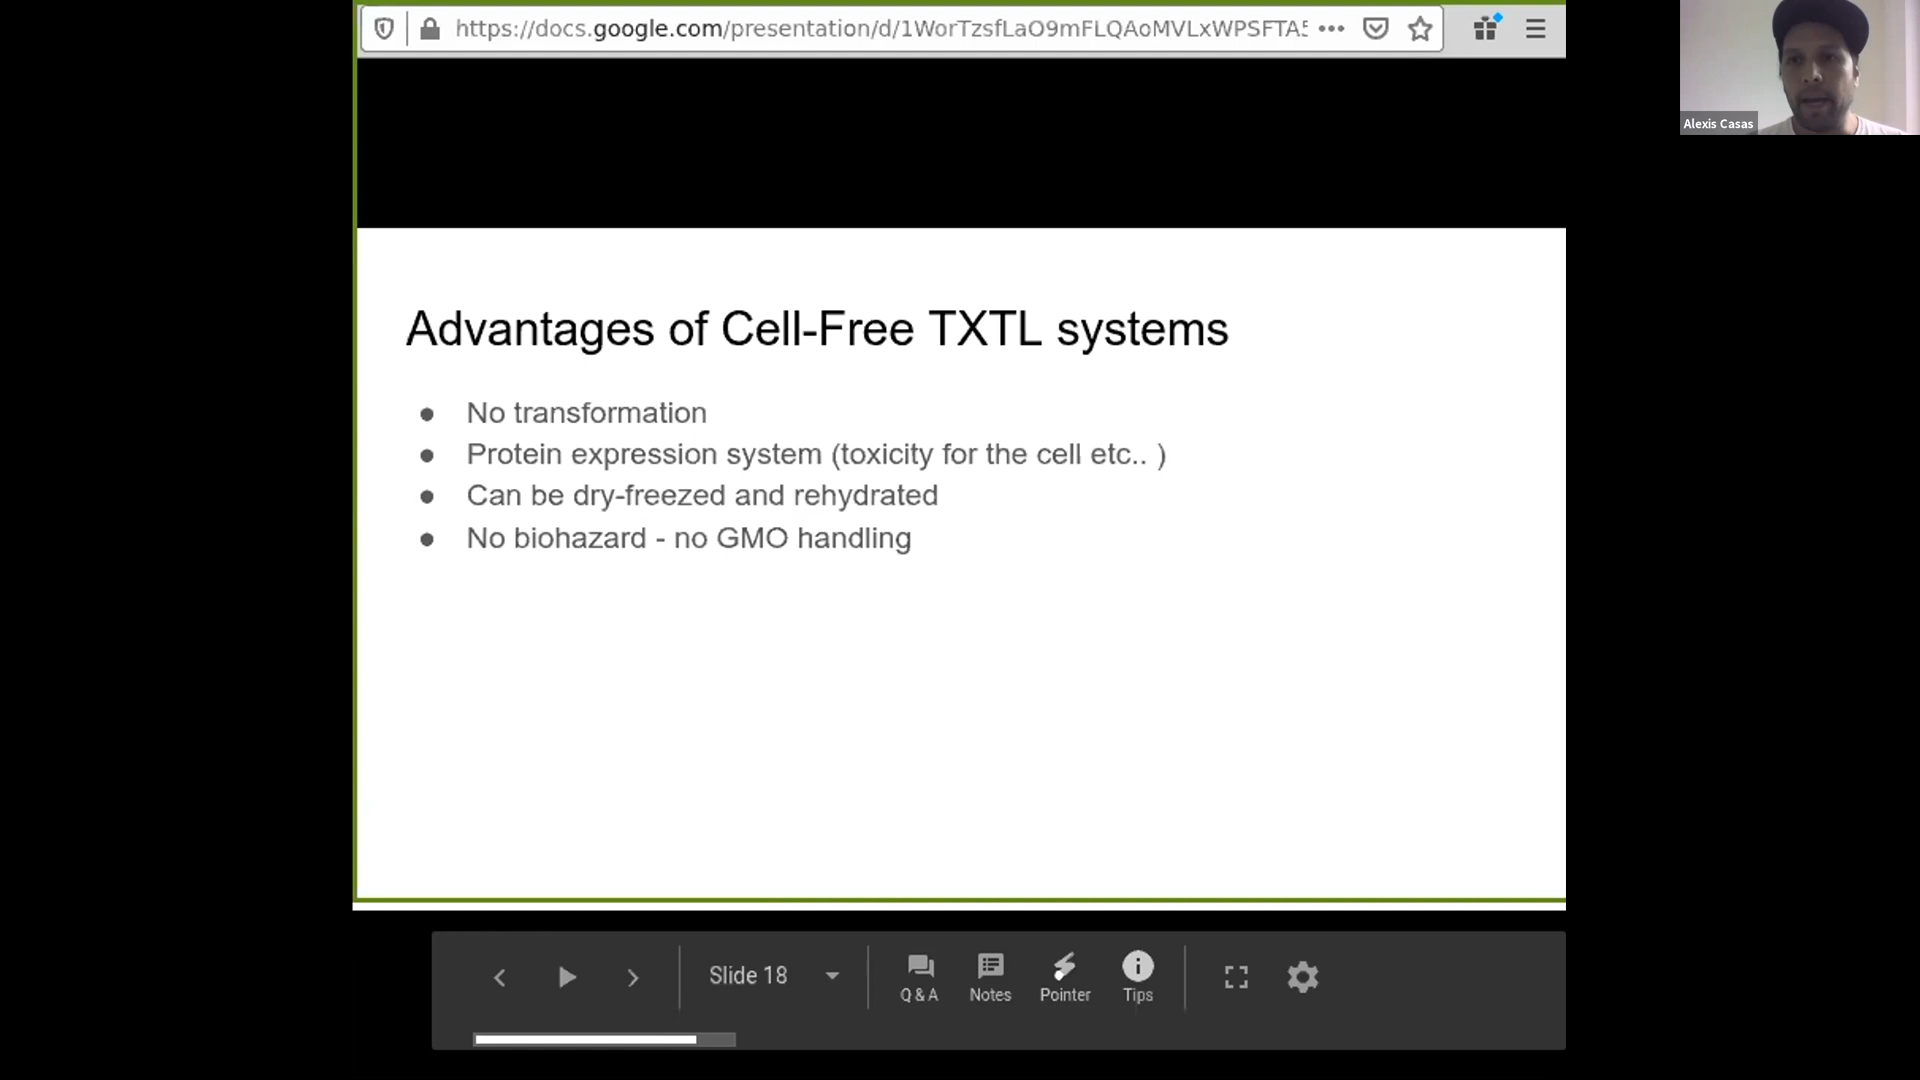 https://docs.google.com/presentation/d/1WorTzsfLaO9mFLQAoMVLxWPSFTA5
Alexis Casas
Advantages of Cell-Free TXTL systems
● No transformation
● Protein expression system (toxicity for the cell etc.. )
● Can be dry-freezed and rehydrated
● No biohazard - no GMO handling
Slide 18
Q & A
Notes
Pointer
Tips